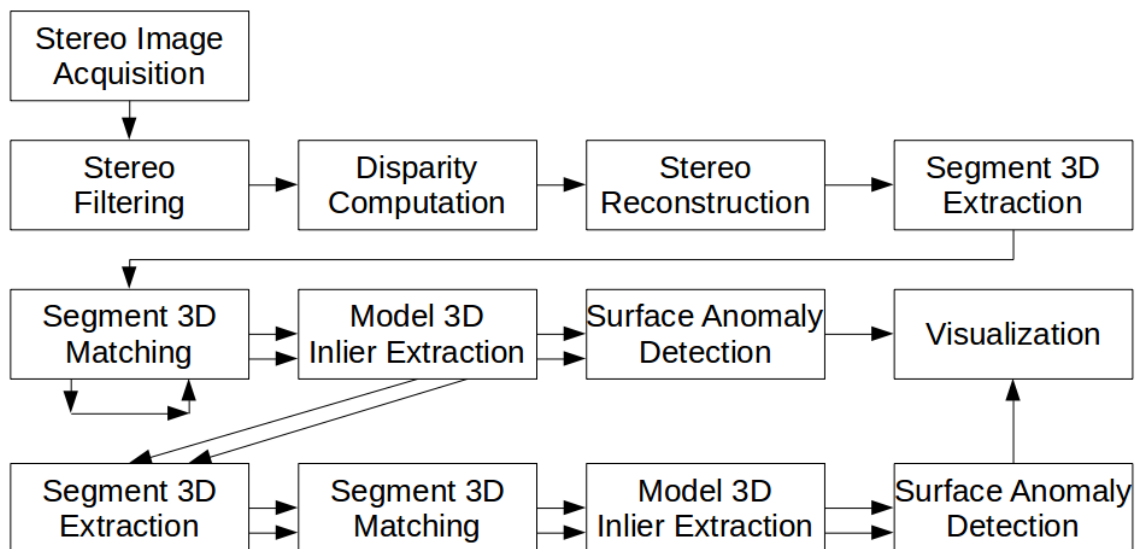 Stereo Image
Acquisition
Stereo
Filtering
Disparity
Computation
Stereo
Reconstruction
Segment 3D
Extraction
Segment 3D
Matching
Model 3D
Inlier Extraction
Surface Anomaly
Detection
Visualization
Segment 3D
Extraction
Segment 3D
Matching
Model 3D
Inlier Extraction
Surface Anomaly
Detection